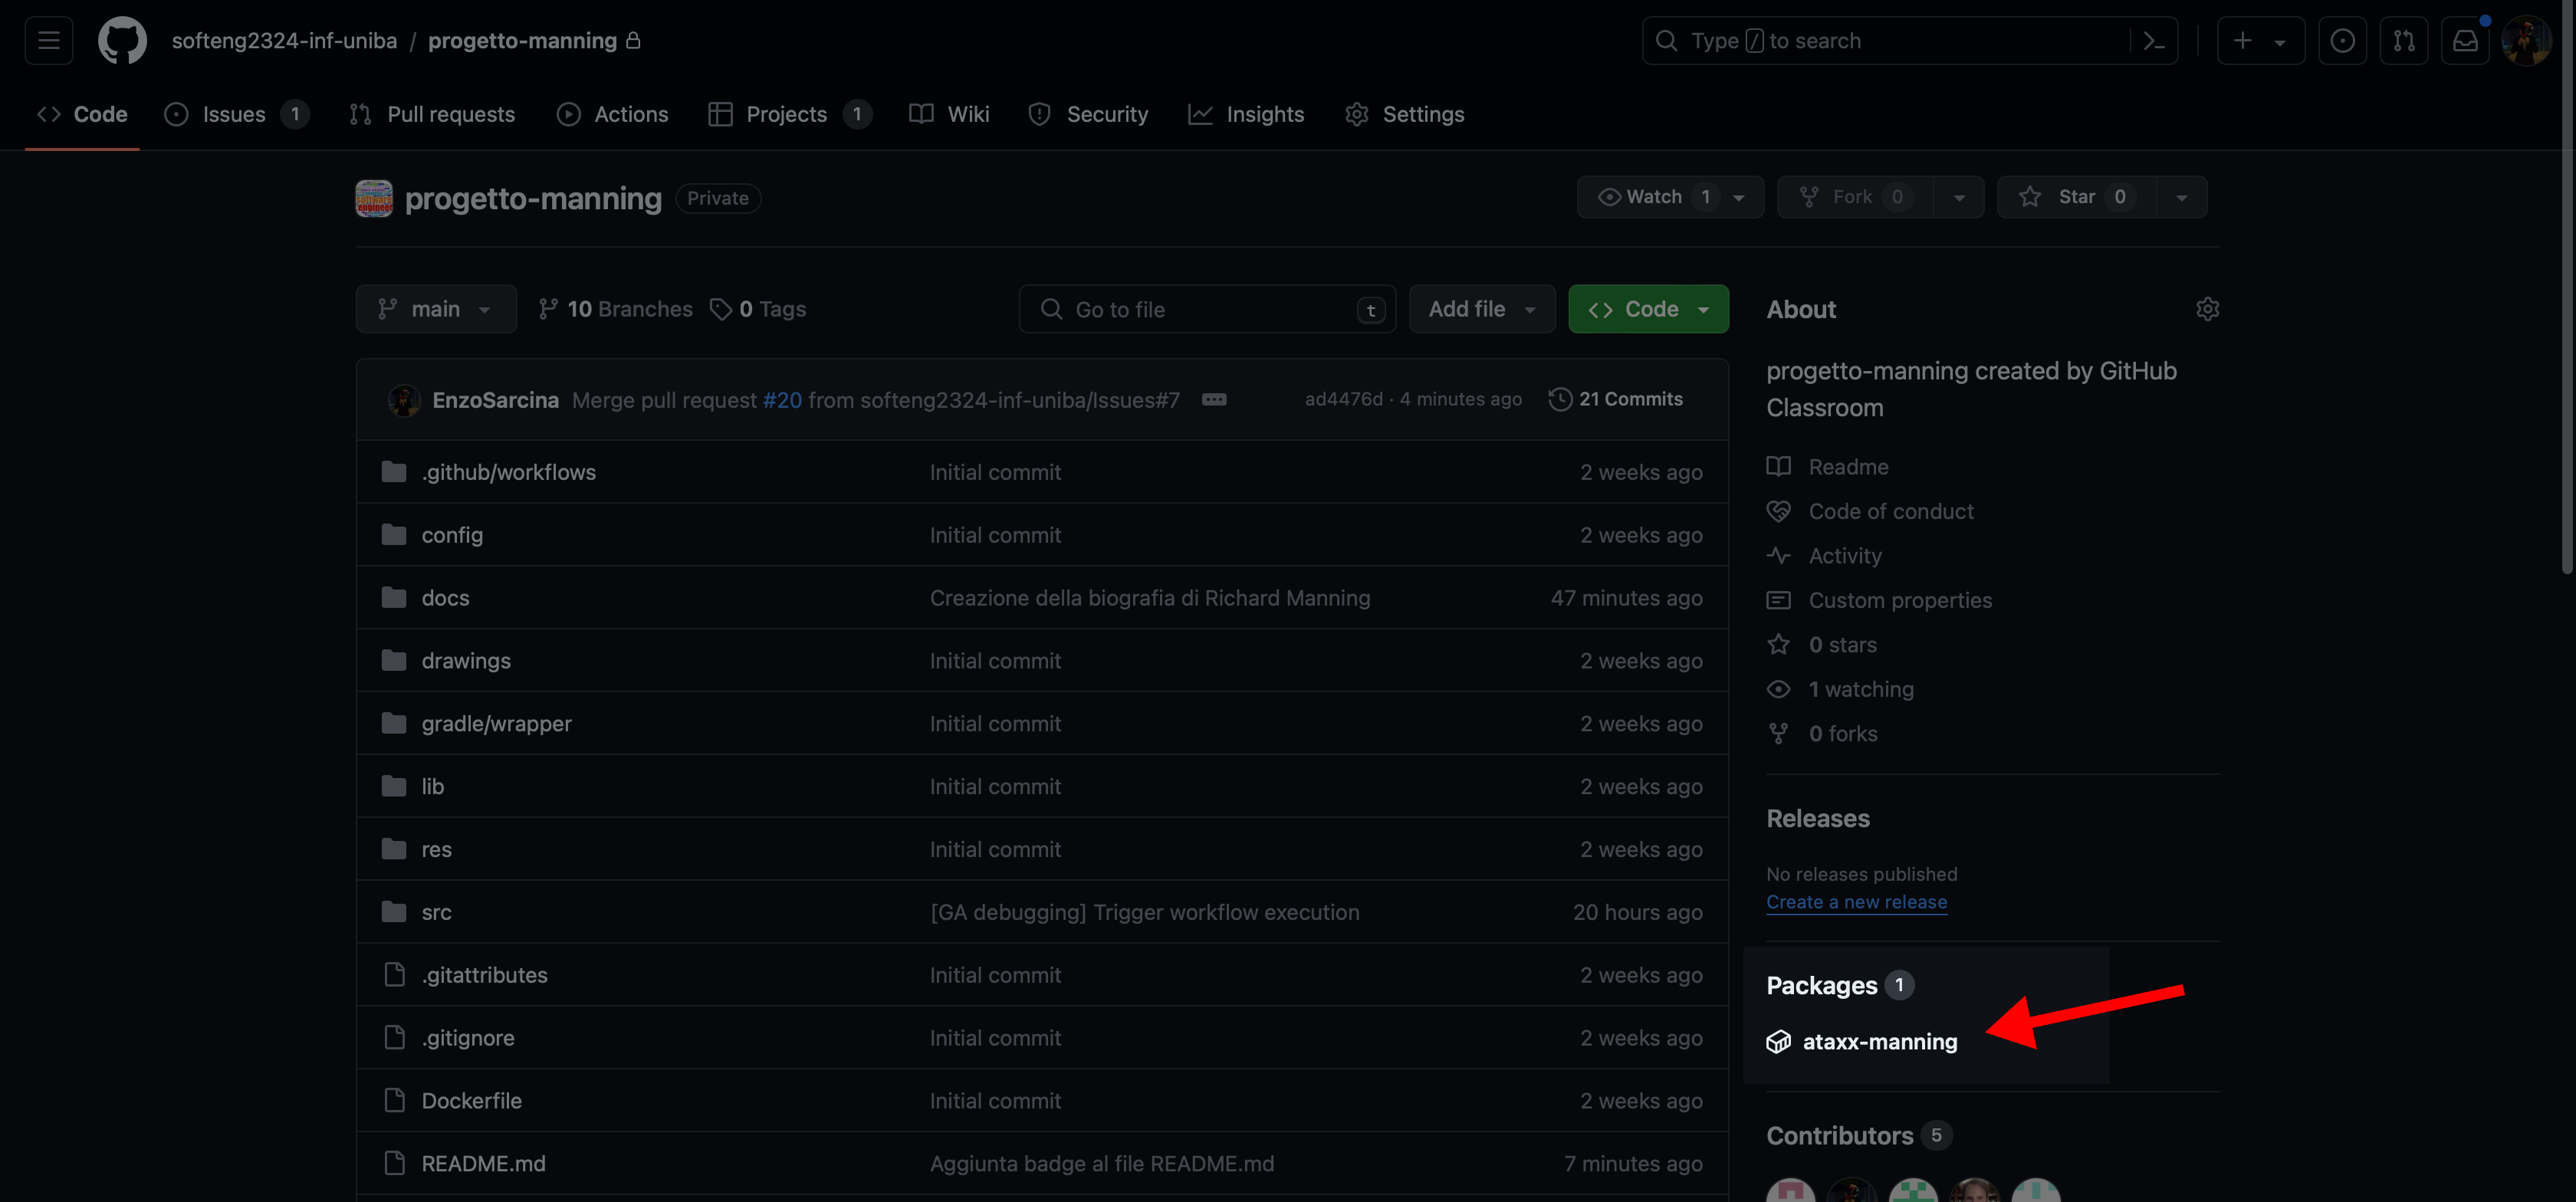 softeng2324-inf-uniba / progetto-manning
Type / to search
Code Issues 1 Pull requests Actions Projects 1 Wiki Security Insights Settings
progetto-manning Private
Watch 1 Fork 0 Star 0
main 10 Branches 0 Tags Go to file t Add file Code
EnzoSarcina Merge pull request #20 from softeng2324-inf-uniba/Issues#7 ad4476d · 4 minutes ago 21 Commits
.github/workflows Initial commit 2 weeks ago
config Initial commit 2 weeks ago
docs Creazione della biografia di Richard Manning 47 minutes ago
drawings Initial commit 2 weeks ago
gradle/wrapper Initial commit 2 weeks ago
lib Initial commit 2 weeks ago
res Initial commit 2 weeks ago
src [GA debugging] Trigger workflow execution 20 hours ago
.gitattributes Initial commit 2 weeks ago
.gitignore Initial commit 2 weeks ago
Dockerfile Initial commit 2 weeks ago
README.md Aggiunta badge al file README.md 7 minutes ago
About
progetto-manning created by GitHub
Classroom
Readme
Code of conduct
Activity
Custom properties
0 stars
1 watching
0 forks
Releases
No releases published
Create a new release
Packages 1
ataxx-manning
Contributors 5